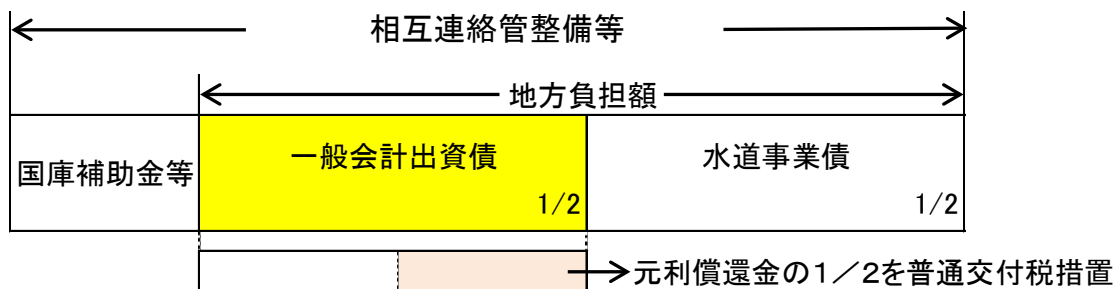 相互連絡管整備等
地方負担額
国庫補助金等
一般会計出資債
1/2
水道事業債
1/2
元利償還金の1／2を普通交付税措置